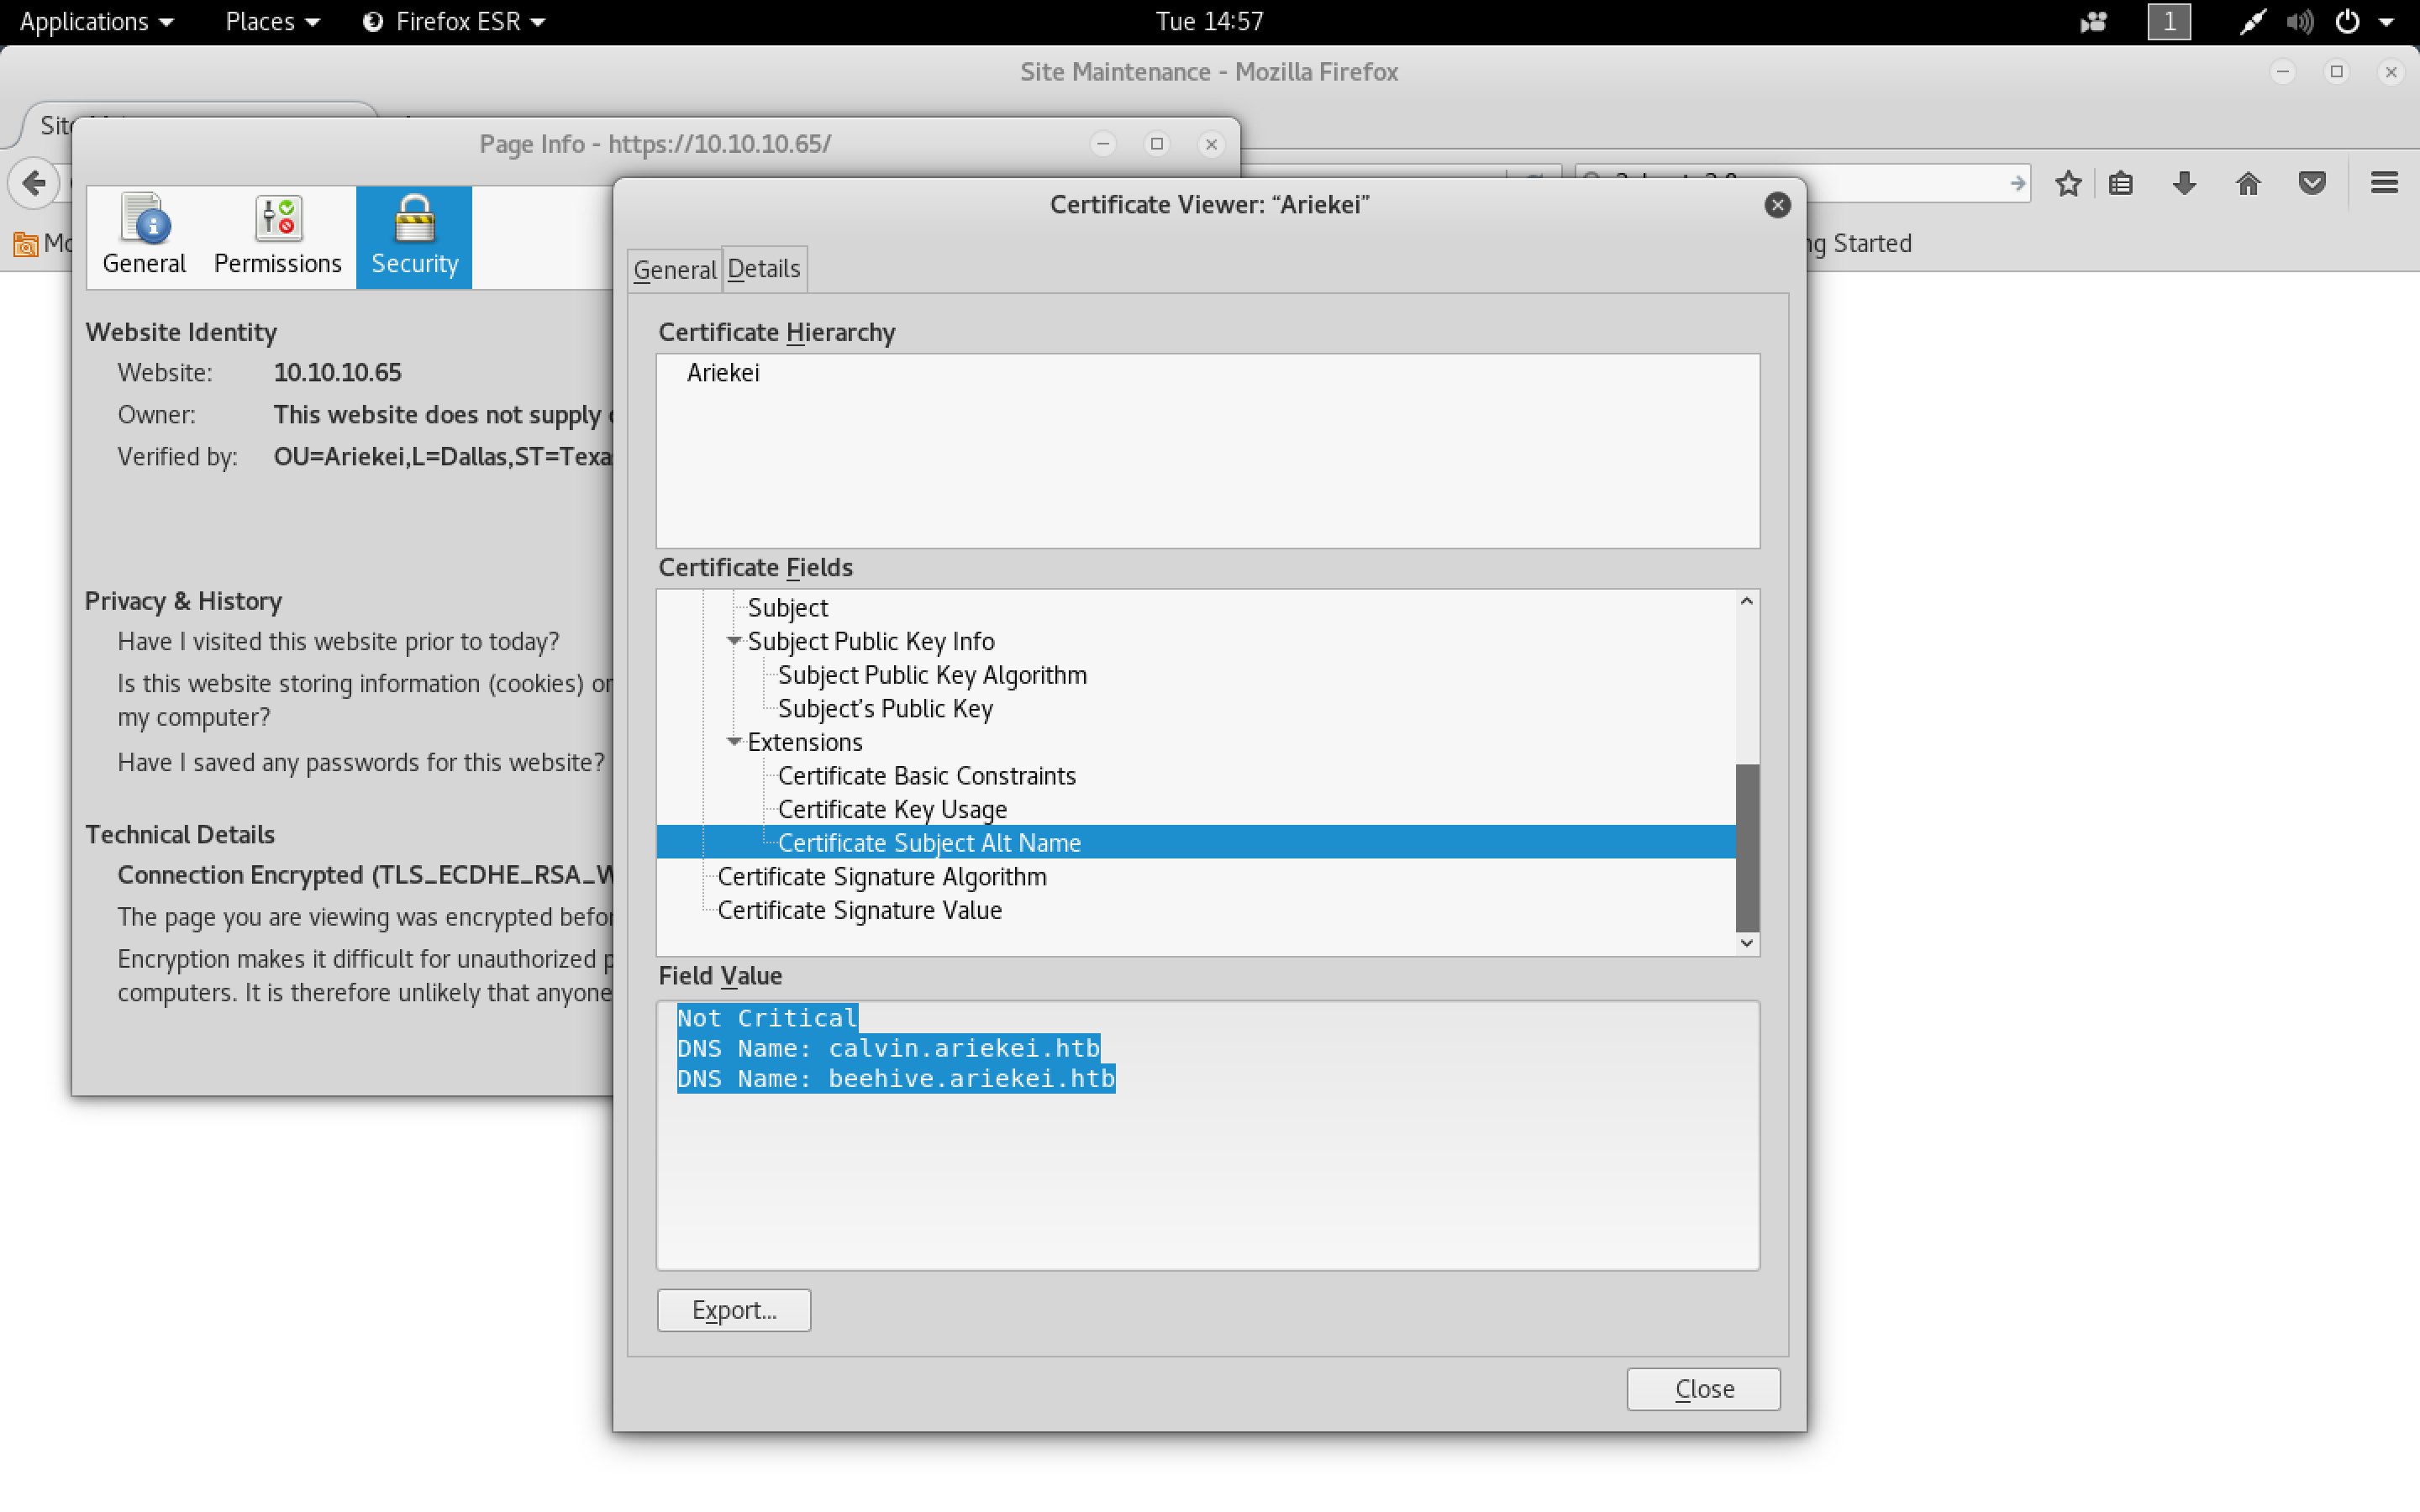 Applications Places Firefox ESR Tue 14:57 1
Site Maintenance - Mozilla Firefox
Page Info - https://10.10.10.65/
General Permissions Security
Website Identity
Website: 10.10.10.65
Owner: This website does not supply
Verified by: OU=Ariekei,L=Dallas,ST=Texa
Privacy & History
Have I visited this website prior to today?
Is this website storing information (cookies) or
my computer?
Have I saved any passwords for this website?
Technical Details
Connection Encrypted (TLS_ECDHE_RSA_W
The page you are viewing was encrypted befor
Encryption makes it difficult for unauthorized p
computers. It is therefore unlikely that anyone
Certificate Viewer: “Ariekei”
General Details
Certificate Hierarchy
Ariekei
Certificate Fields
Subject
Subject Public Key Info
Subject Public Key Algorithm
Subject's Public Key
Extensions
Certificate Basic Constraints
Certificate Key Usage
Certificate Subject Alt Name
Certificate Signature Algorithm
Certificate Signature Value
Field Value
Not Critical
DNS Name: calvin.ariekei.htb
DNS Name: beehive.ariekei.htb
Export...
Close
ng Started